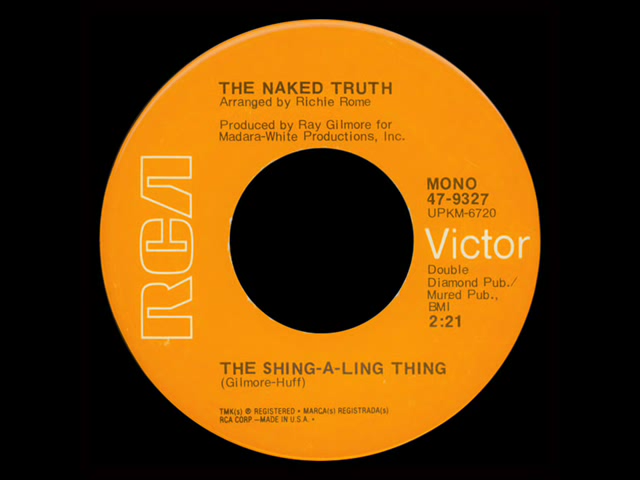 THE NAKED TRUTH
Arranged by Richie Rome
Produced by Ray Gilmore for
Madara-White Productions, Inc.
RCA
MONO
47-9327
UPKM-6720
Victor
Double
Diamond Pub./
Mured Pub.,
BMI
2:21
THE SHING-A-LING THING
(Gilmore-Huff)
TMK(s) ® REGISTERED • MARCA(s) REGISTRADA(s)
RCA CORP.-MADE IN U.S.A.